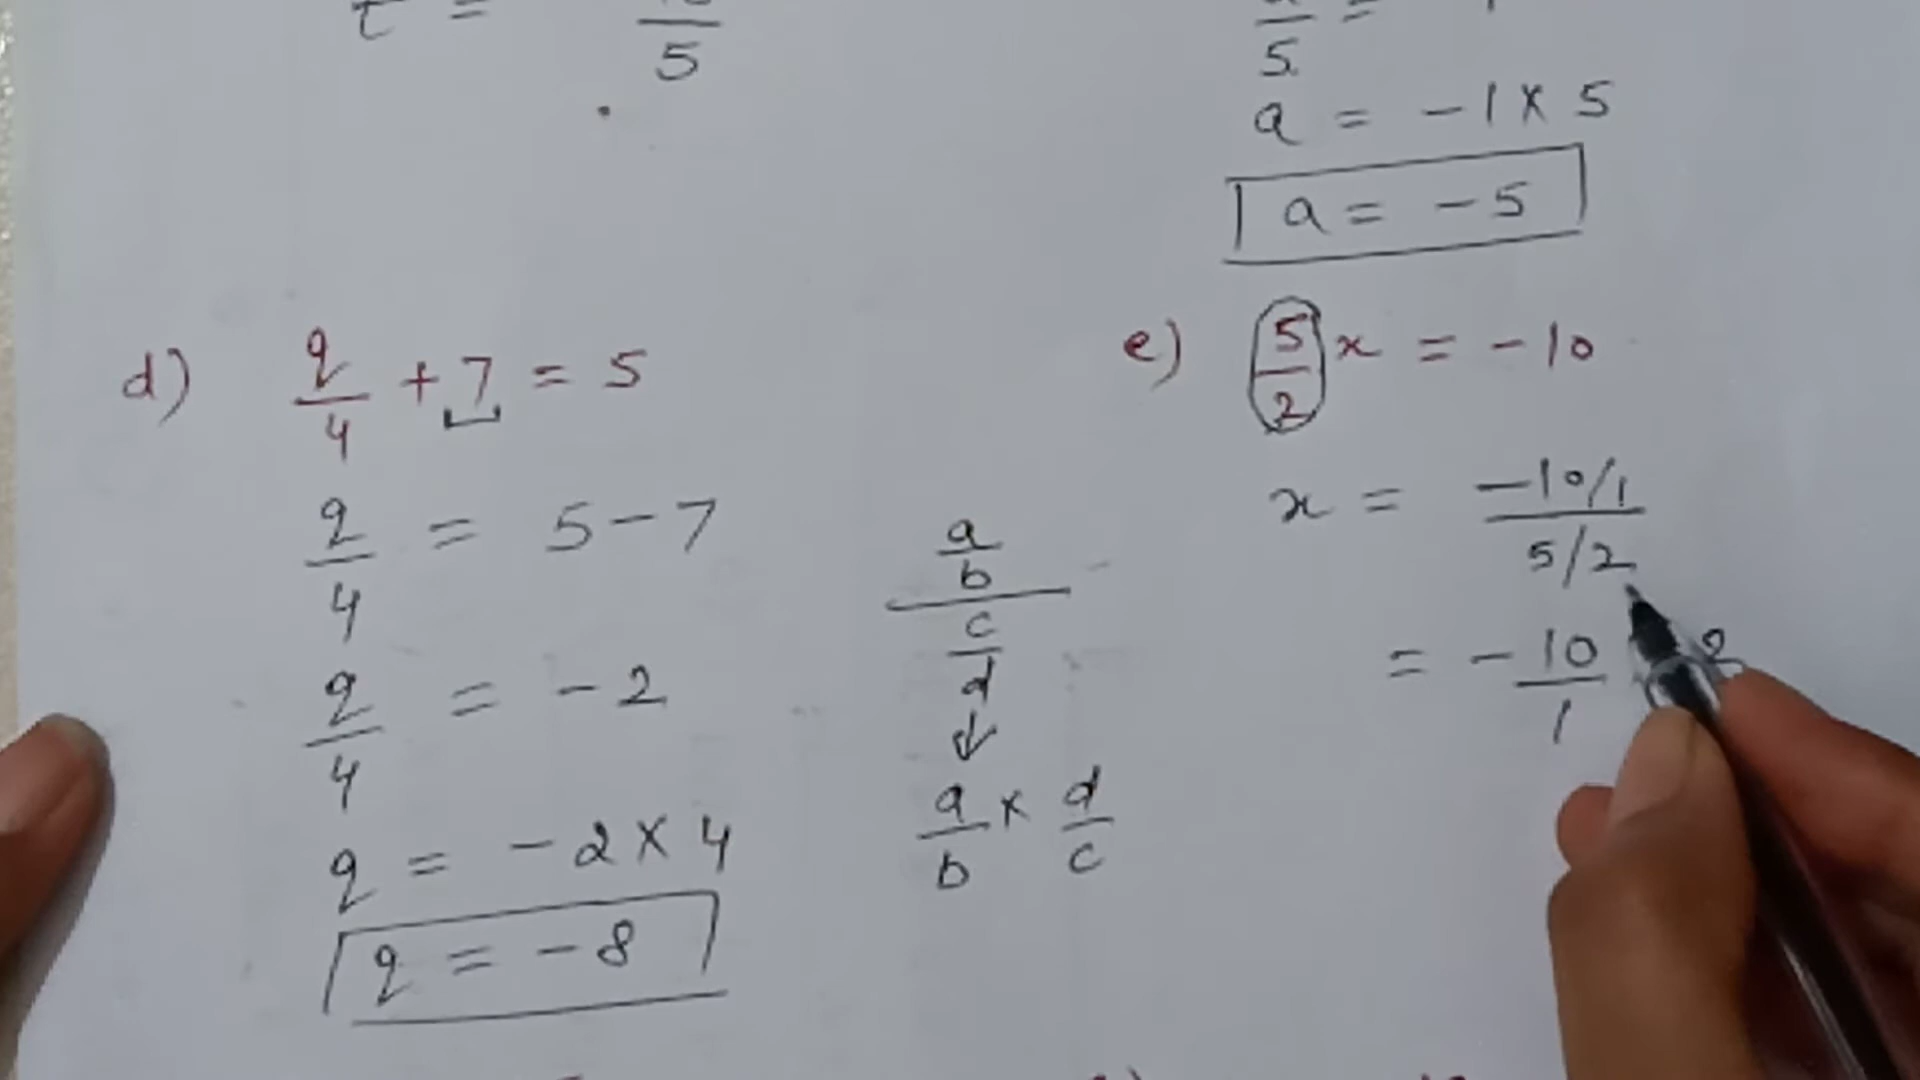 5
5
a = -1 × 5
a = -5
d) q/4 + 7 = 5
q/4 = 5 - 7
q/4 = -2
q = -2 × 4
q = -8
a/b
c/d
↓
a/b × d/c
e) 5/2 x = -10
x = -10/1
5/2
= -10/1 2